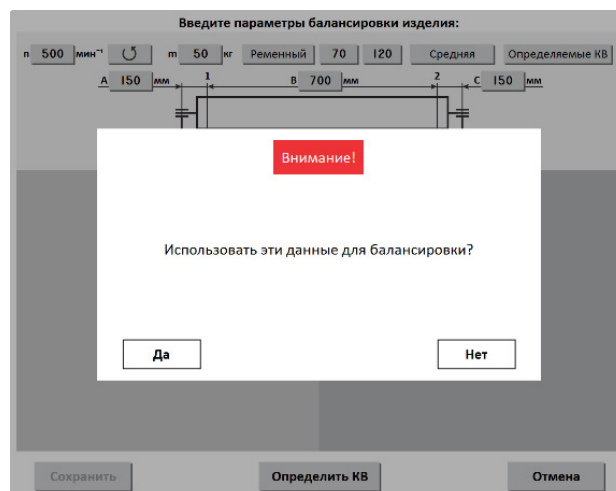 Введите параметры балансировки изделия:
n 500 мин⁻¹ m 50 кг Ременный 70 120 Средняя Определяемые КВ
A 150 мм 1 B 700 мм 2 C 150 мм
Внимание!
Использовать эти данные для балансировки?
Да Нет
Сохранить Определить КВ Отмена